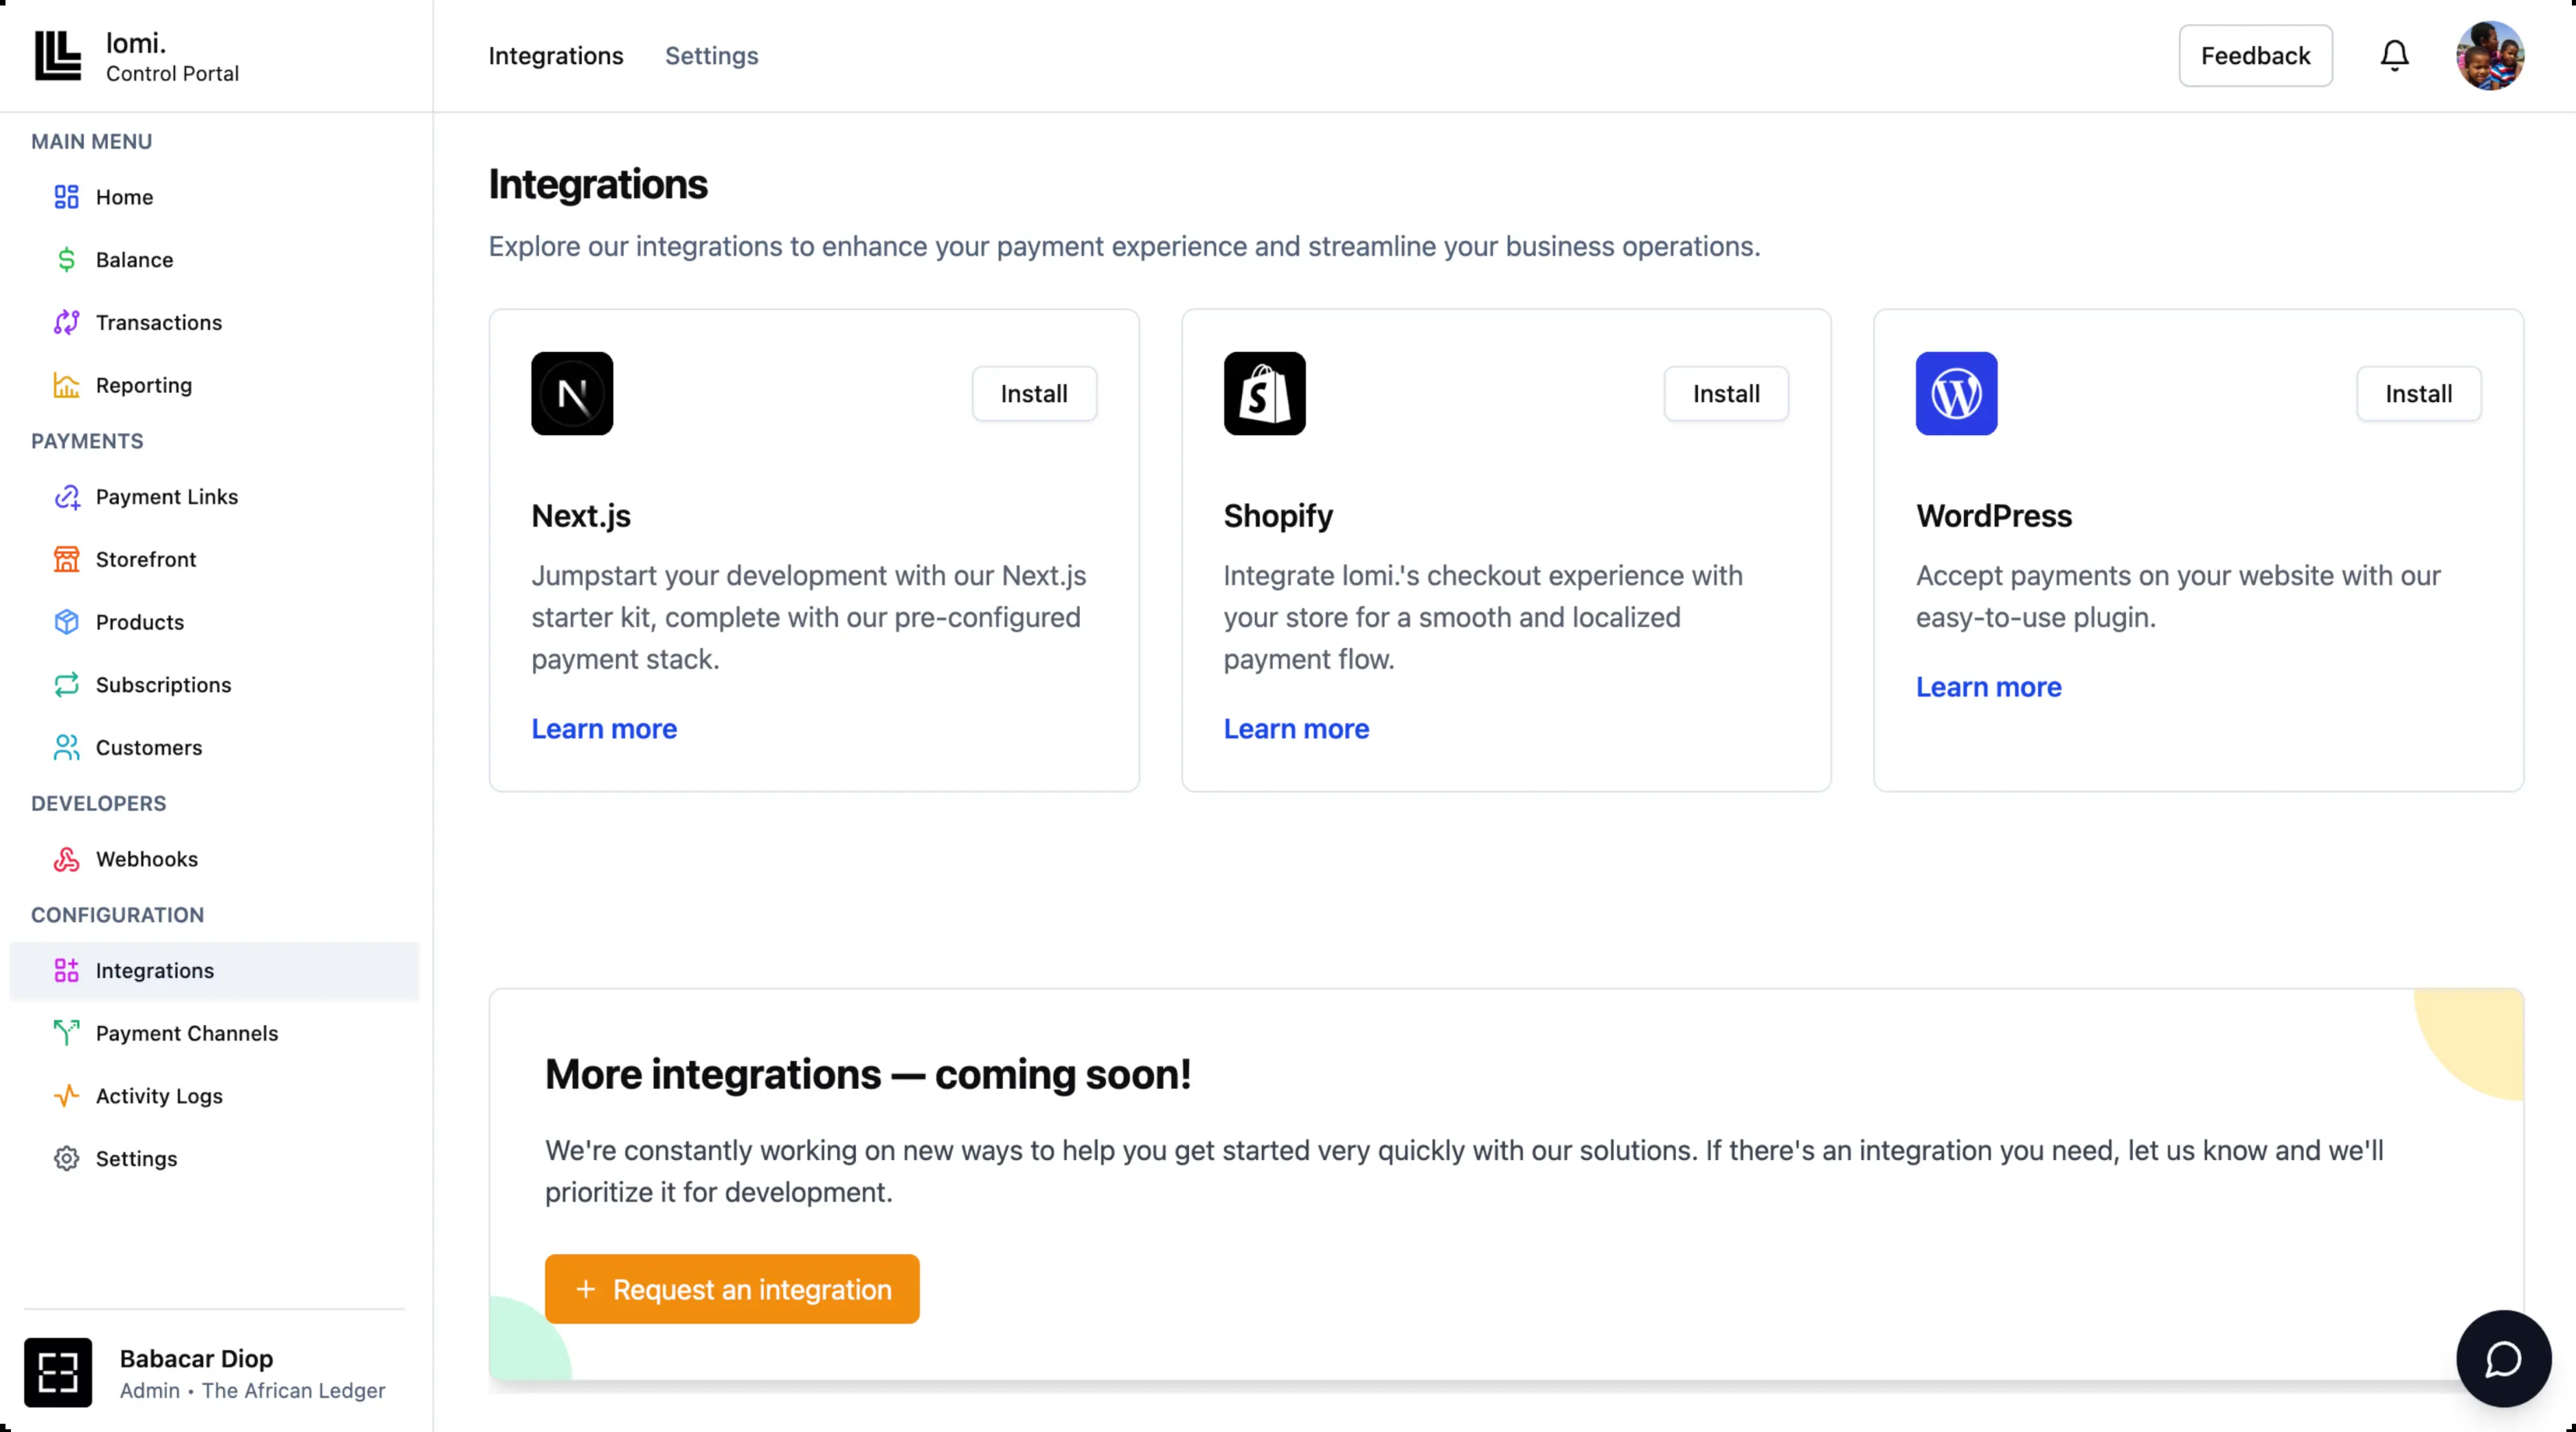 lomi.
Control Portal
Integrations
Settings
Feedback
MAIN MENU
Home
Balance
Transactions
Reporting
PAYMENTS
Payment Links
Storefront
Products
Subscriptions
Customers
DEVELOPERS
Webhooks
CONFIGURATION
Integrations
Payment Channels
Activity Logs
Settings
Babacar Diop
Admin • The African Ledger
Integrations
Explore our integrations to enhance your payment experience and streamline your business operations.
N
Install
Next.js
Jumpstart your development with our Next.js
starter kit, complete with our pre-configured
payment stack.
Learn more
S
Install
Shopify
Integrate lomi.'s checkout experience with
your store for a smooth and localized
payment flow.
Learn more
W
Install
WordPress
Accept payments on your website with our
easy-to-use plugin.
Learn more
More integrations — coming soon!
We're constantly working on new ways to help you get started very quickly with our solutions. If there's an integration you need, let us know and we'll
prioritize it for development.
+ Request an integration